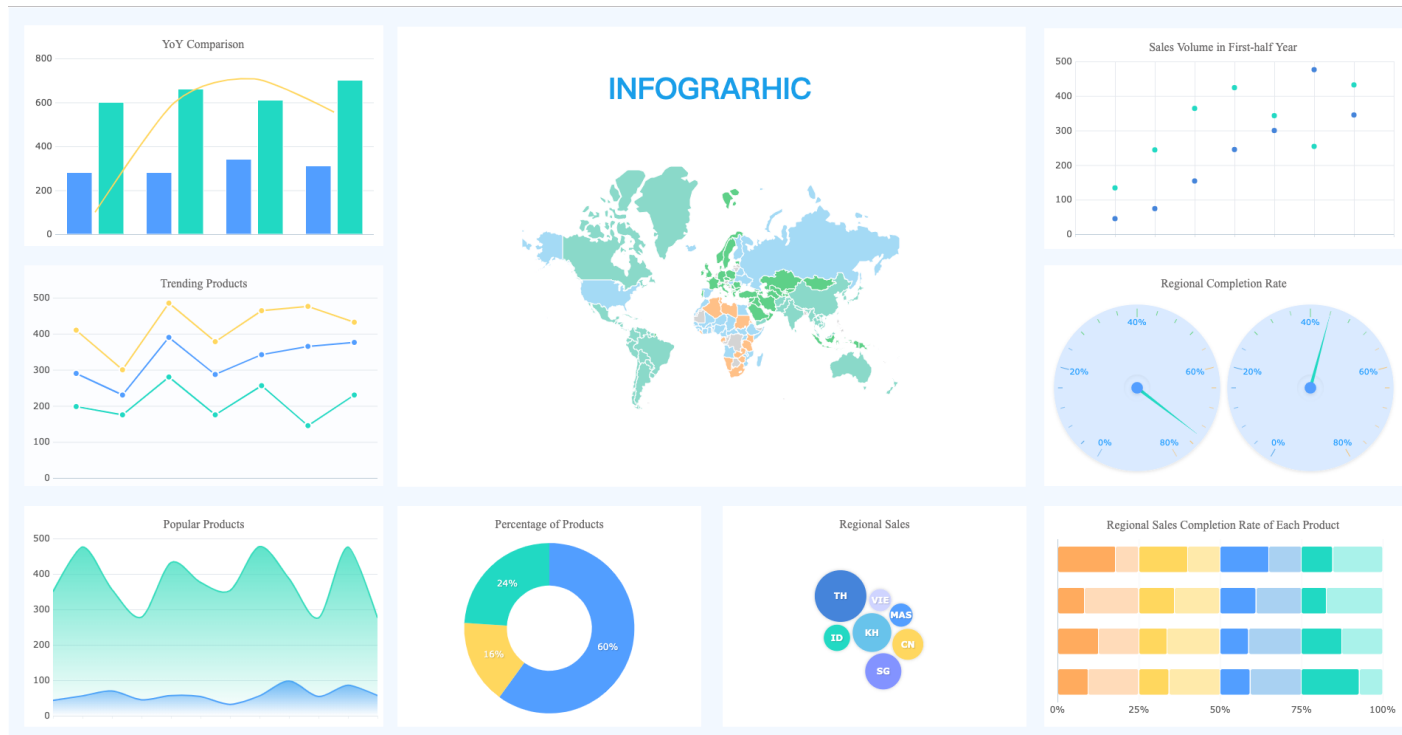 YoY Comparison
800
600
400
200
0
INFOGRARHIC
Sales Volume in First-half Year
500
400
300
200
100
0
Trending Products
500
400
300
200
100
0
Regional Completion Rate
40%
20%
60%
0%
80%
40%
20%
60%
0%
80%
Popular Products
500
400
300
200
100
0
Percentage of Products
24%
16%
60%
Regional Sales
TH
VIE
MAS
ID
KH
CN
SG
Regional Sales Completion Rate of Each Product
0% 25% 50% 75% 100%